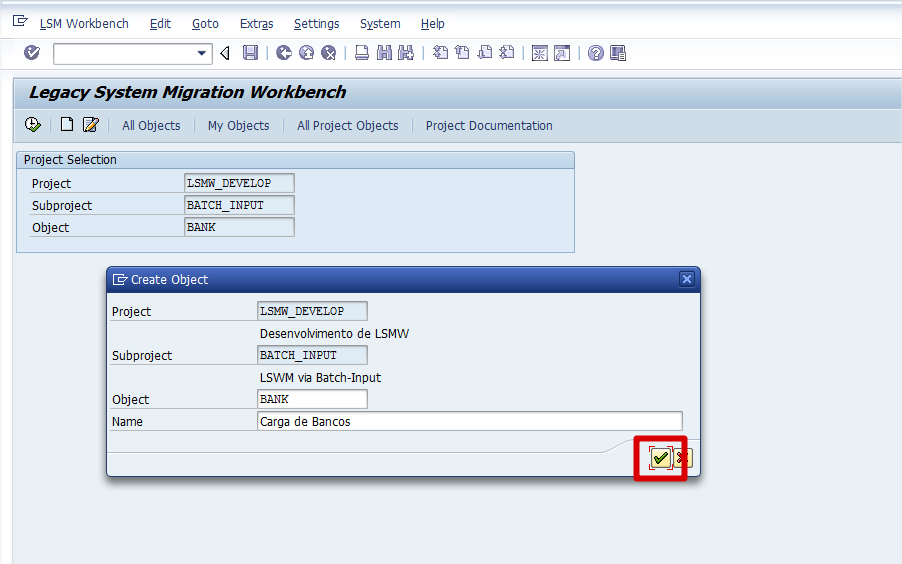 LSM Workbench Edit Goto Extras Settings System Help
Legacy System Migration Workbench
All Objects My Objects All Project Objects Project Documentation
Project Selection
Project LSMW_DEVELOP
Subproject BATCH_INPUT
Object BANK
Create Object
Project LSMW_DEVELOP
Desenvolvimento de LSMW
Subproject BATCH_INPUT
LSWM via Batch-Input
Object BANK
Name Carga de Bancos